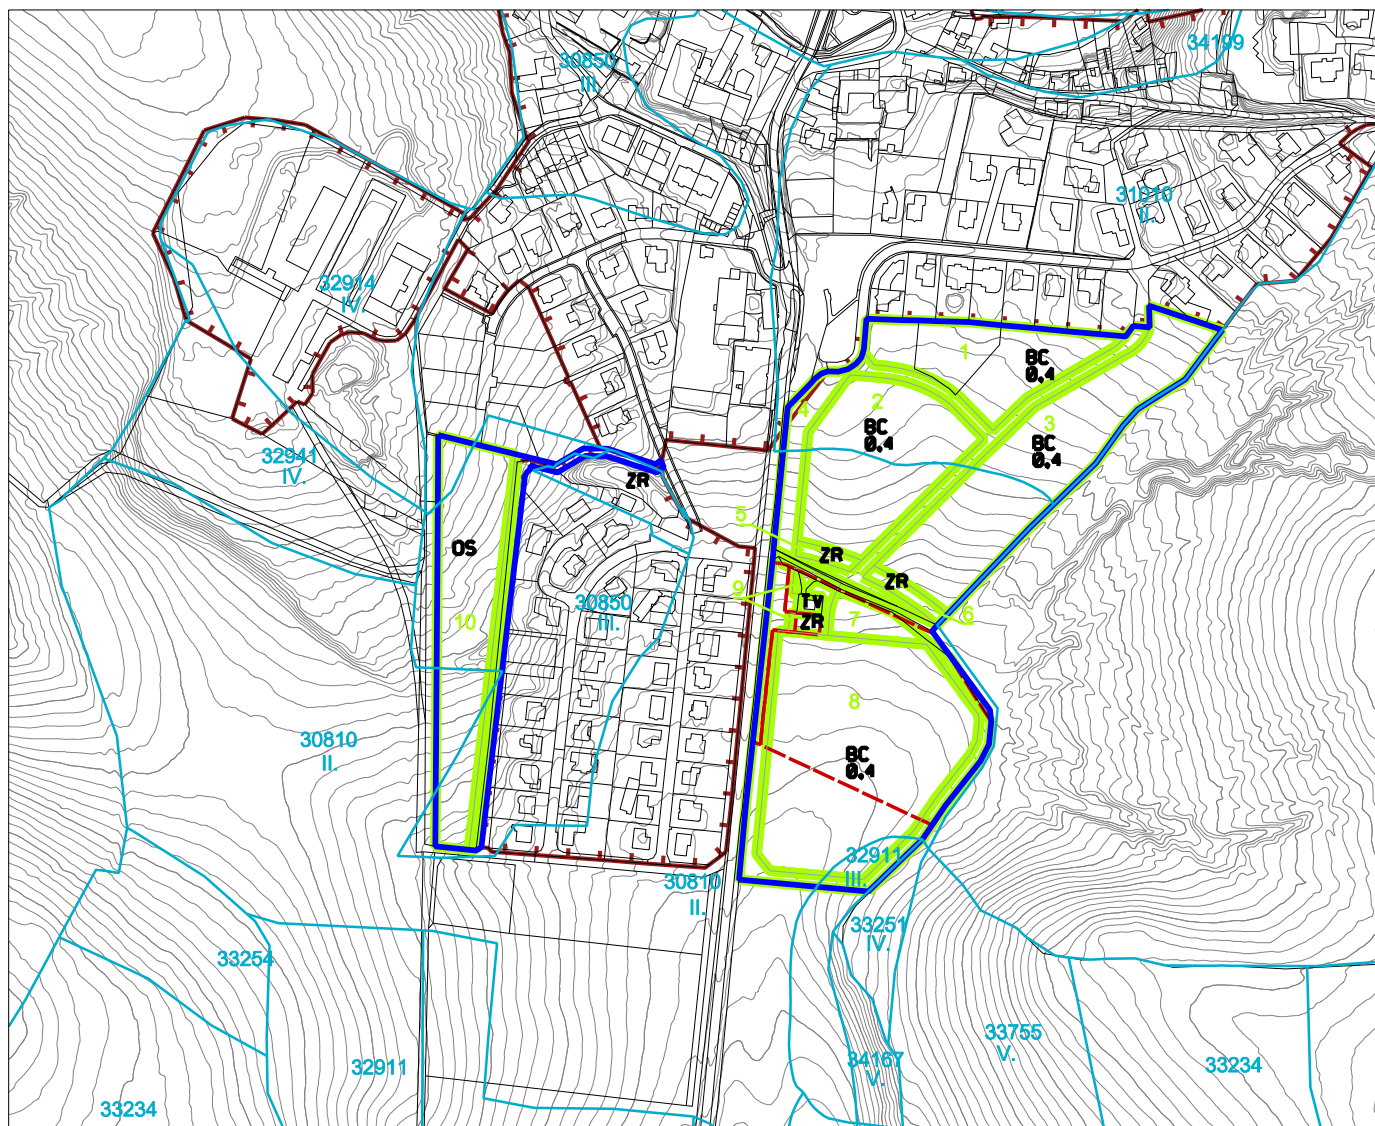 34199
30850
III.
31010
II.
32914
IV.
1
BC
0,4
2
BC
0,4
3
BC
0,4
4
32941
IV.
ZR
5
OS
ZR
ZR
9
TV
30850
III.
ZR
7
6
10
8
30810
II.
BC
0,4
32911
III.
30810
II.
33251
IV.
33254
33755
V.
34167
V.
32911
33234
33234